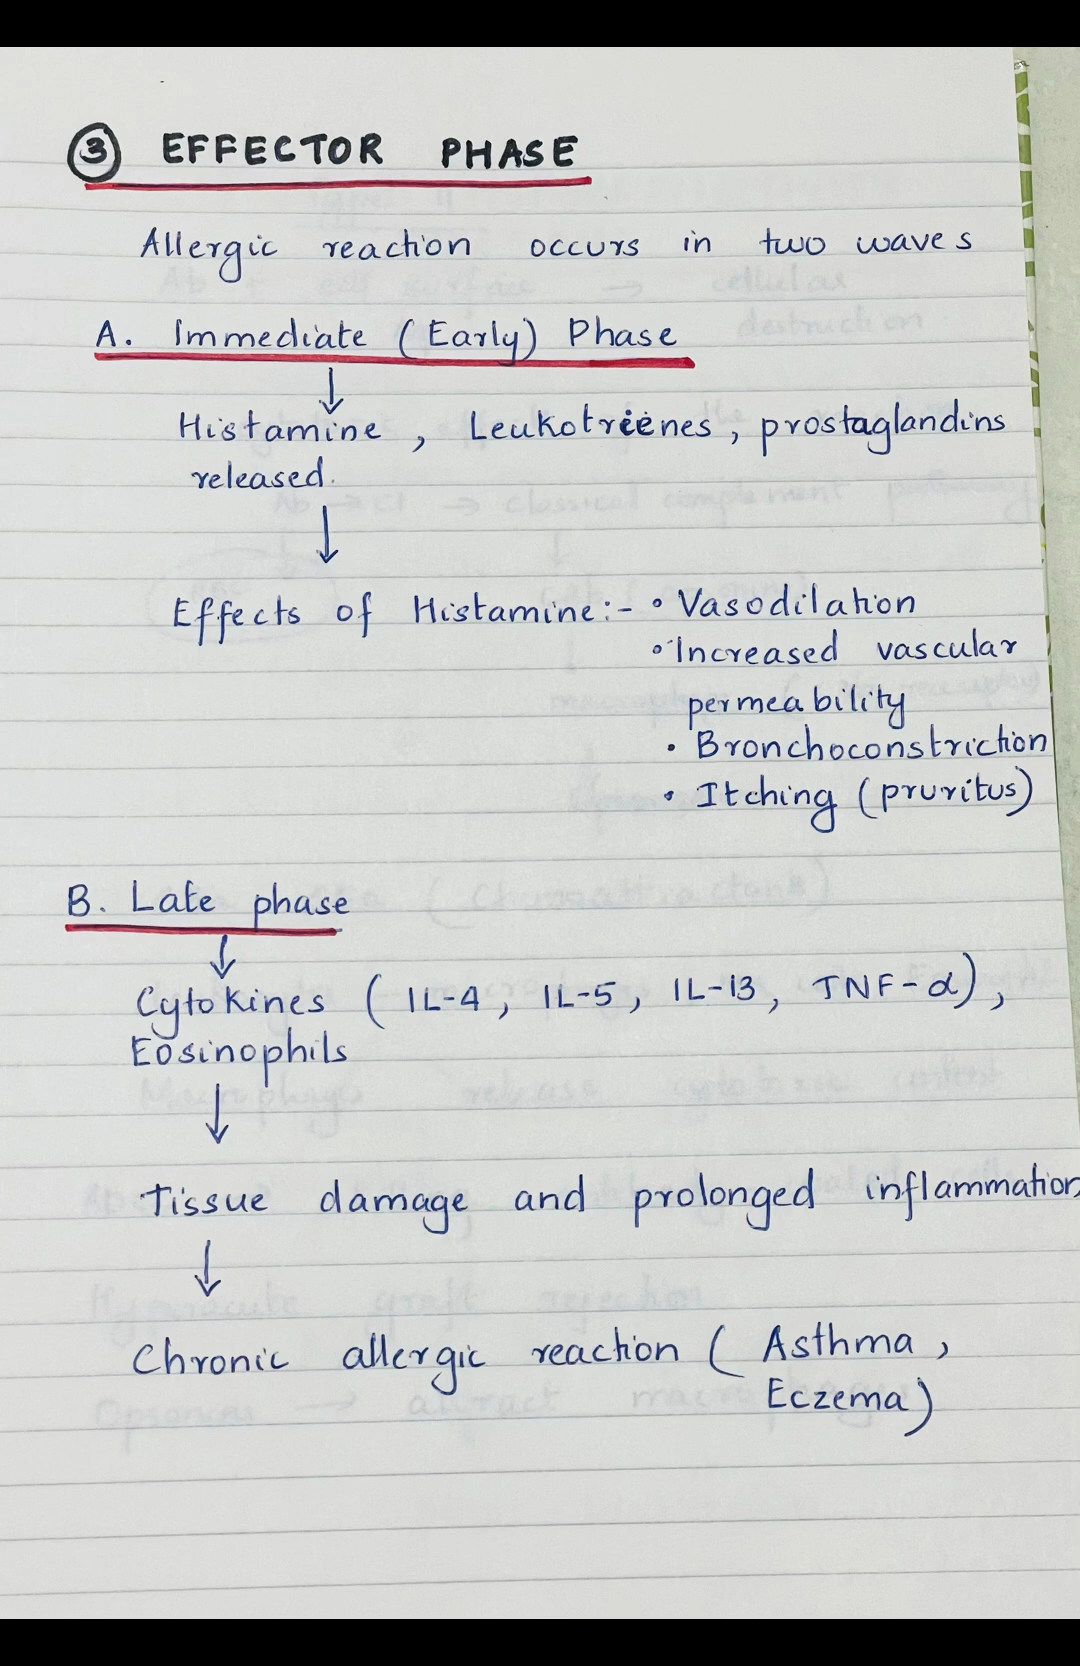 ③ EFFECTOR PHASE
Allergic reaction occurs in two waves
A. Immediate (Early) Phase
↓
Histamine, Leukotrienes, prostaglandins
released.
↓
Effects of Histamine:- • Vasodilation
• Increased vascular
permeability
• Bronchoconstriction
• Itching (pruritus)
B. Late phase
↓
Cytokines (IL-4, IL-5, IL-13, TNF-α),
Eosinophils
↓
Tissue damage and prolonged inflammation
↓
Chronic allergic reaction (Asthma,
Eczema)